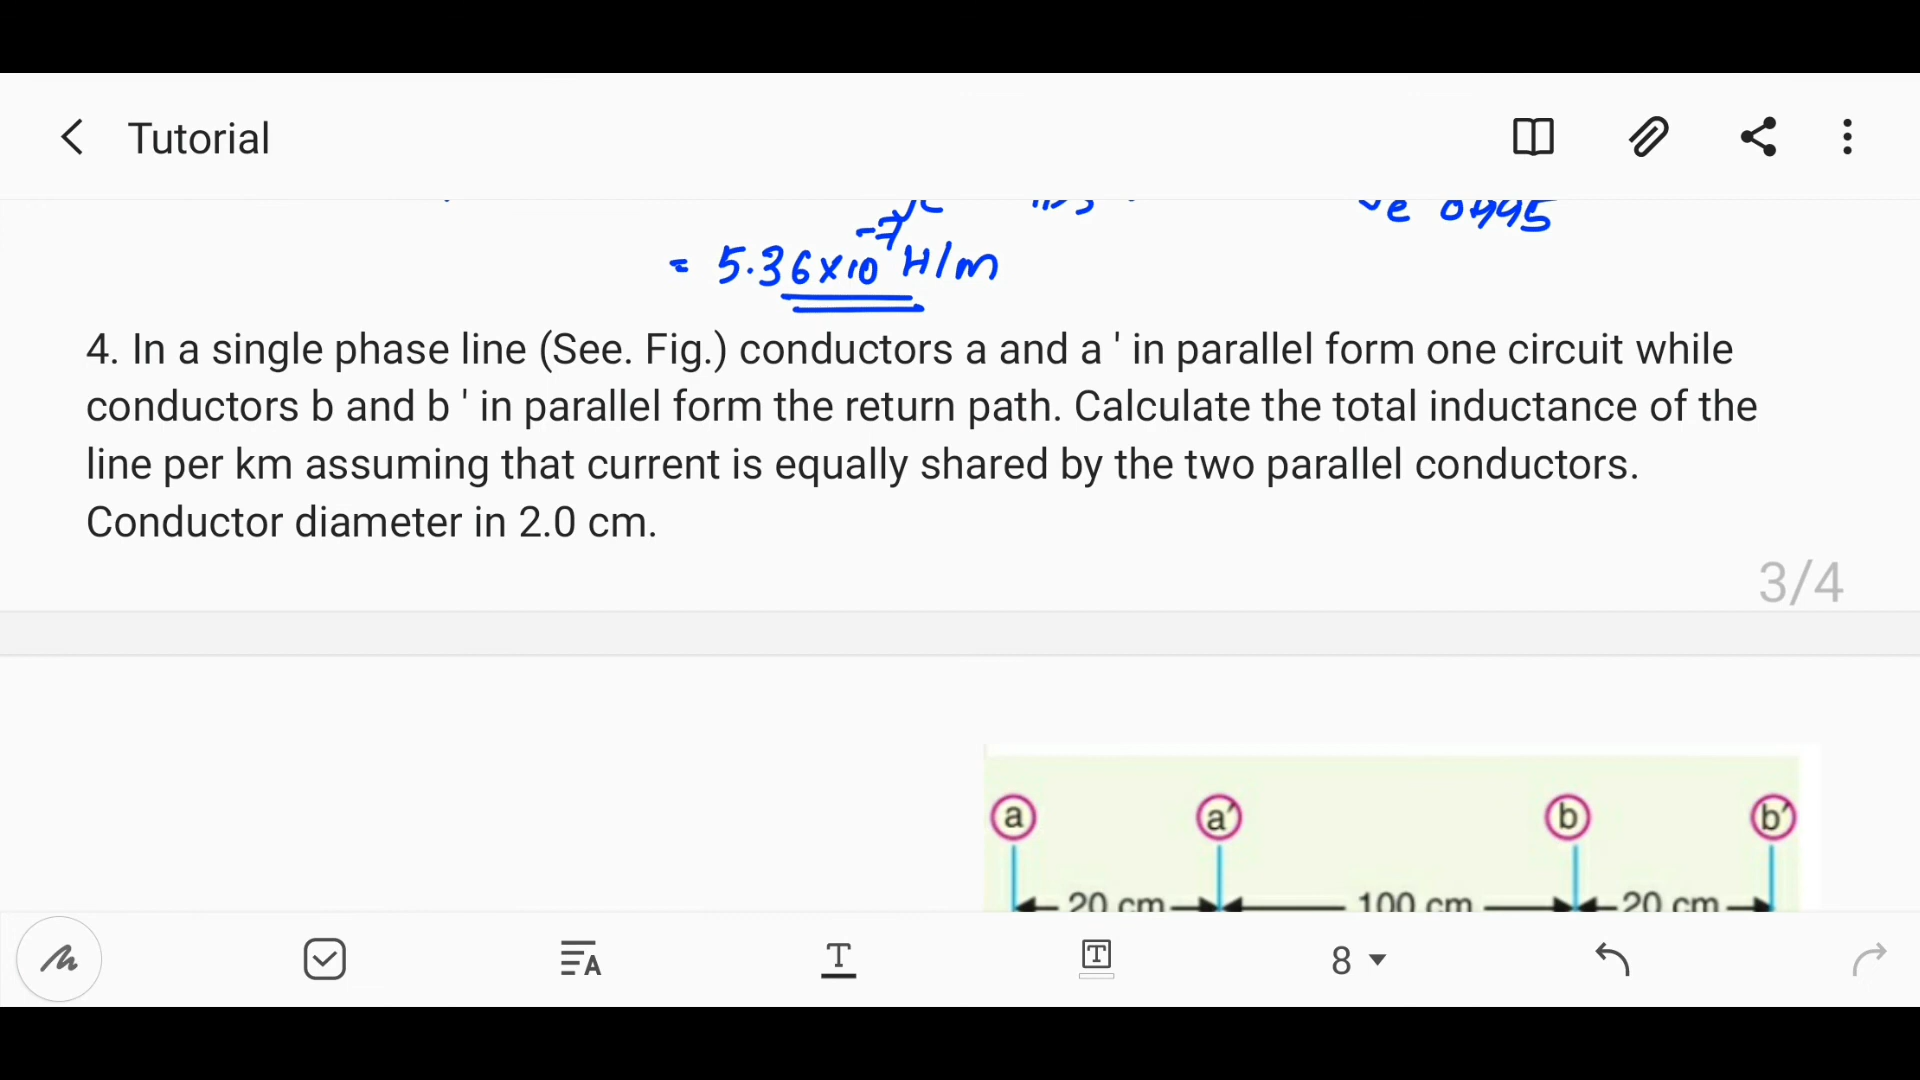 Tutorial
= 5.36x10⁻⁷ H/m
4. In a single phase line (See. Fig.) conductors a and a ' in parallel form one circuit while
conductors b and b ' in parallel form the return path. Calculate the total inductance of the
line per km assuming that current is equally shared by the two parallel conductors.
Conductor diameter in 2.0 cm.
3/4
a a′ b b′
20 cm 100 cm 20 cm
8